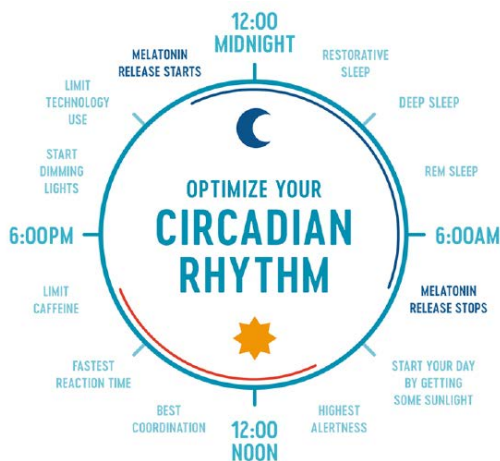 12:00
MIDNIGHT
RESTORATIVE
SLEEP
DEEP SLEEP
REM SLEEP
6:00AM
MELATONIN
RELEASE STOPS
START YOUR DAY
BY GETTING
SOME SUNLIGHT
HIGHEST
ALERTNESS
12:00
NOON
BEST
COORDINATION
FASTEST
REACTION TIME
LIMIT
CAFFEINE
6:00PM
START
DIMMING
LIGHTS
LIMIT
TECHNOLOGY
USE
MELATONIN
RELEASE STARTS
OPTIMIZE YOUR
CIRCADIAN
RHYTHM